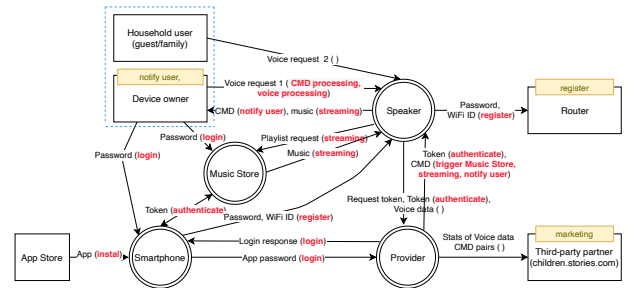 Household user
(guest/family)
Voice request 2 ( )
notify user,
Device owner
Voice request 1 ( CMD processing,
voice processing)
CMD (notify user), music (streaming)
Speaker
Password,
WiFi ID (register)
register
Router
Password (login)
Playlist request (streaming)
Music (streaming)
Password (login)
Music Store
Token (authenticate),
CMD (trigger Music Store,
streaming, notify user)
Token (authenticate)
Password, WiFi ID (register)
Request token, Token (authenticate),
Voice data ( )
App Store
App (instal)
Smartphone
Login response (login)
App password (login)
Provider
Stats of Voice data
CMD pairs ( )
marketing
Third-party partner
(children.stories.com)